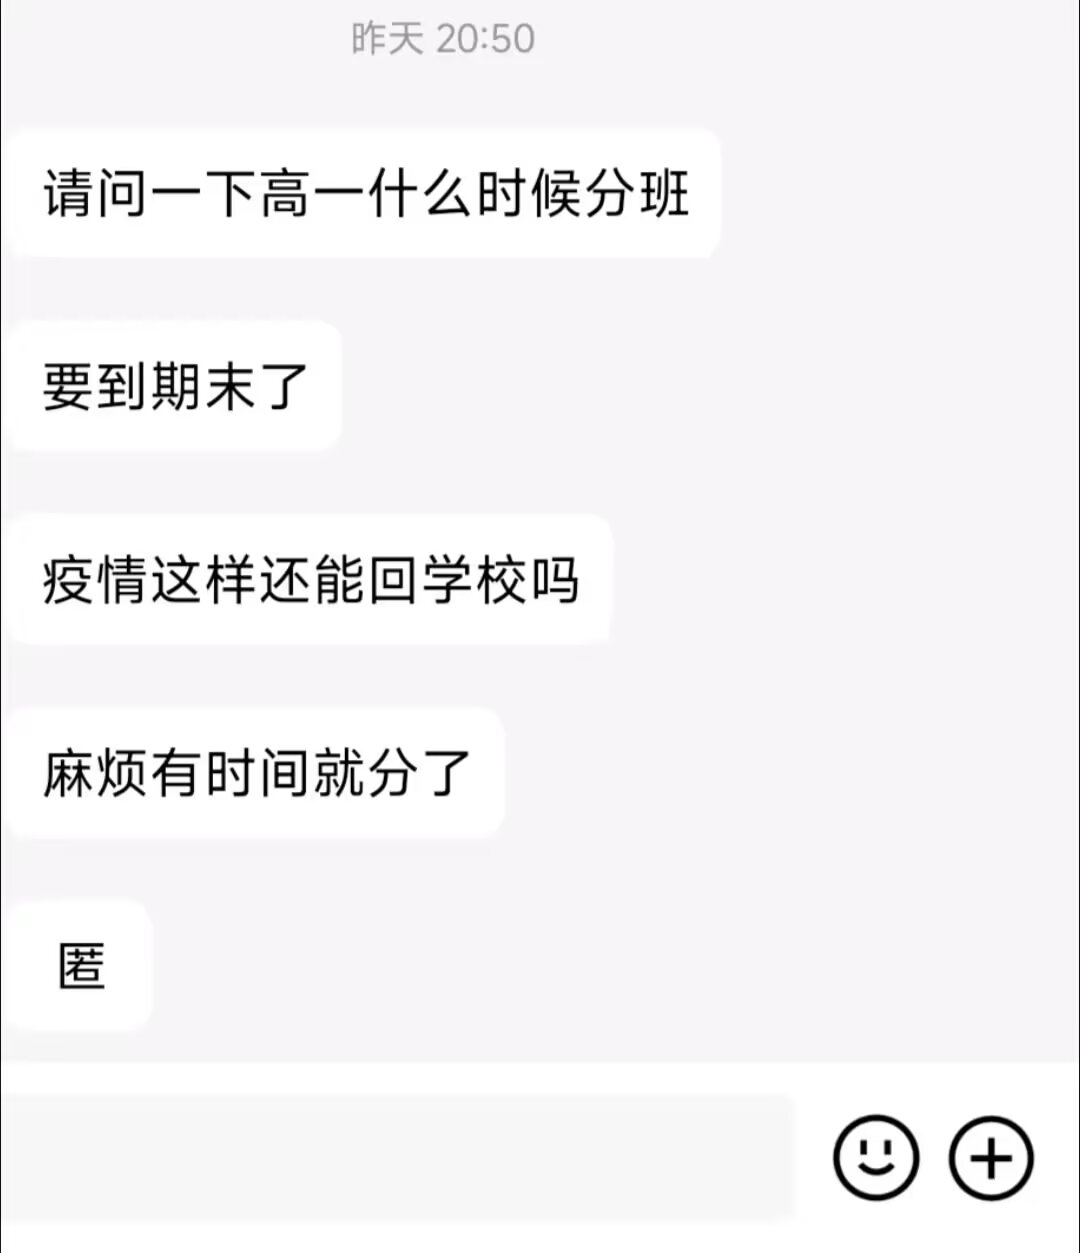 昨天 20:50
请问一下高一什么时候分班
要到期末了
疫情这样还能回学校吗
麻烦有时间就分了
匿